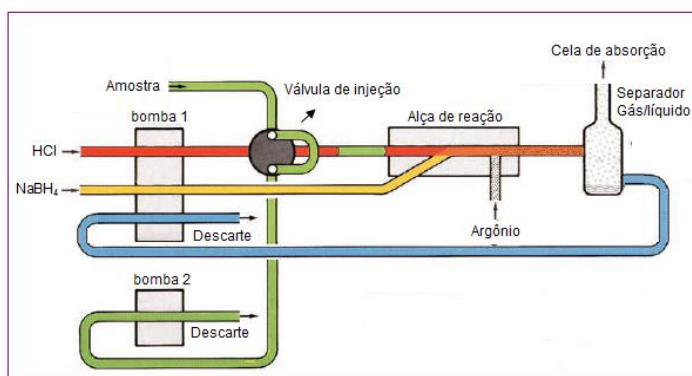 Cela de absorção
Amostra
Válvula de injeção
Separador
Gás/líquido
bomba 1
Alça de reação
HCl
NaBH4
Descarte
Argônio
bomba 2
Descarte